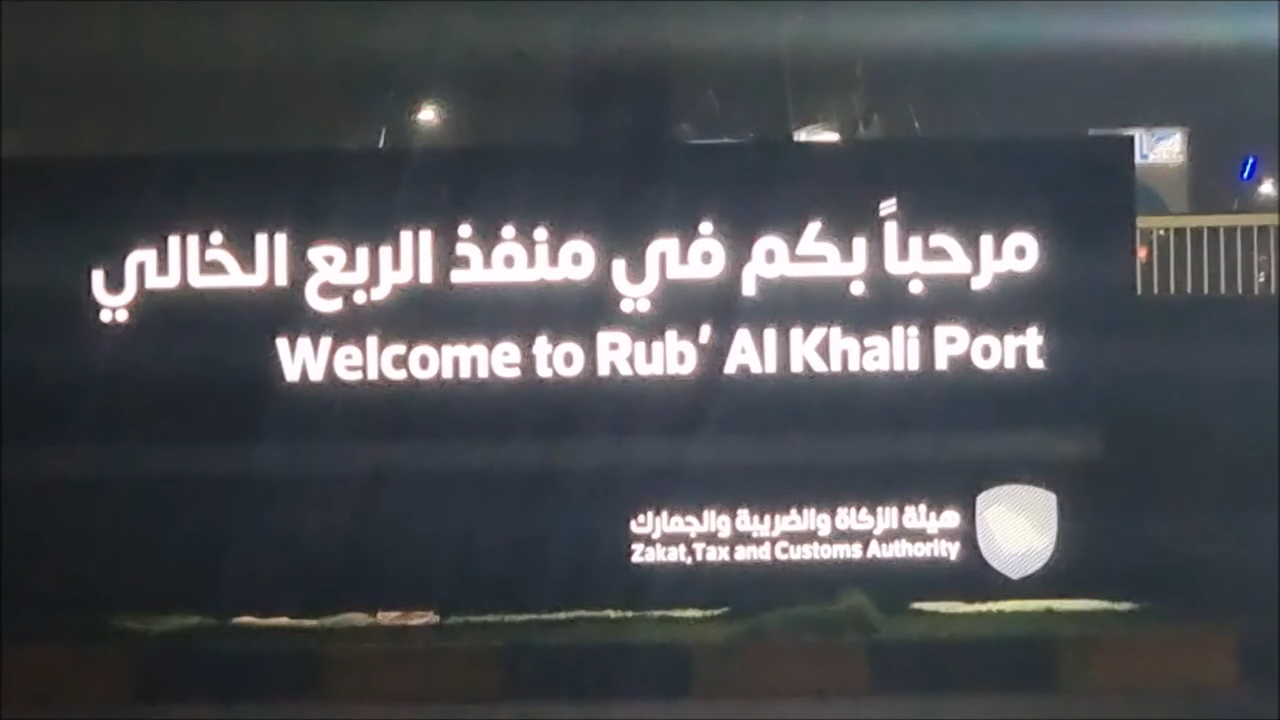 مرحباً بكم في منفذ الربع الخالي
Welcome to Rub' Al Khali Port
هيئة الزكاة والضريبة والجمارك
Zakat, Tax and Customs Authority